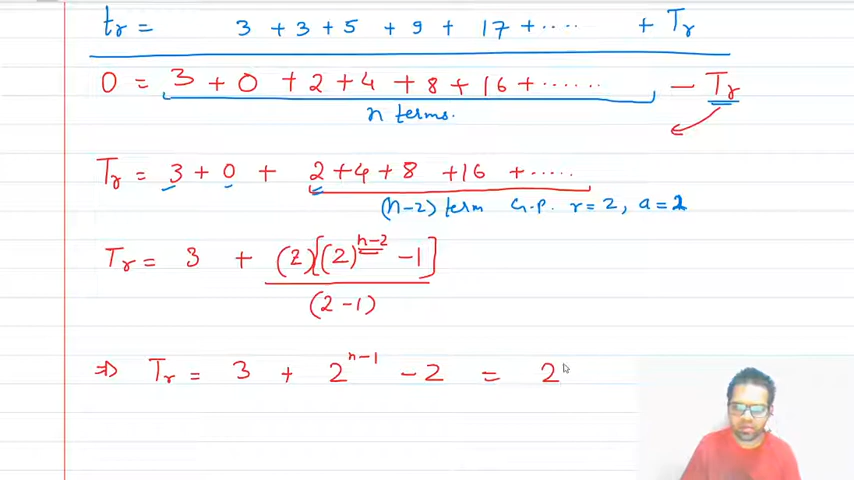 tᵣ = 3 + 3 + 5 + 9 + 17 + .... + Tᵣ
0 = 3 + 0 + 2 + 4 + 8 + 16 + ...... - Tᵣ
n terms.
Tᵣ = 3 + 0 + 2 + 4 + 8 + 16 + .....
(n-2) term G.P. r = 2, a = 2
Tᵣ = 3 + (2)[(2)ⁿ⁻² - 1]
(2 - 1)
⇒ Tᵣ = 3 + 2ⁿ⁻¹ - 2 = 2